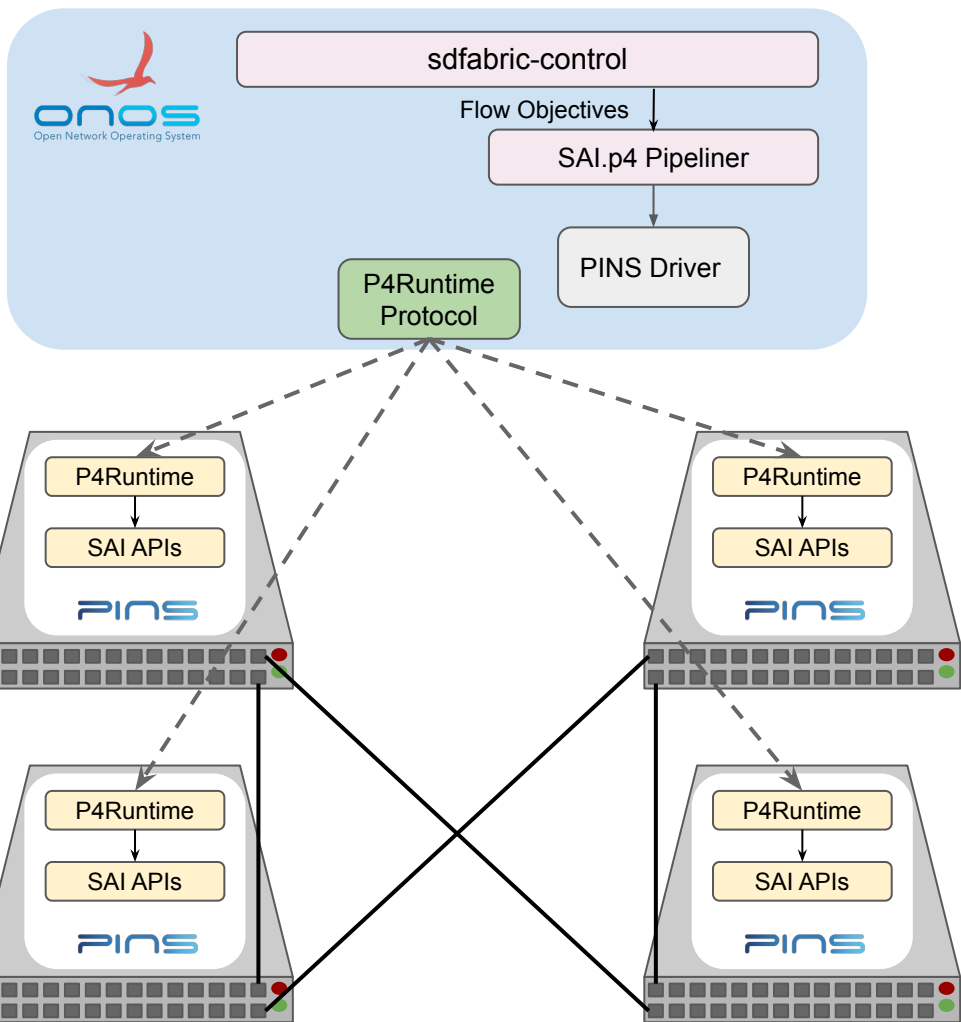 sdfabric-control
onos
Open Network Operating System
Flow Objectives
SAI.p4 Pipeliner
PINS Driver
P4Runtime
Protocol
P4Runtime
SAI APIs
PINS
P4Runtime
SAI APIs
PINS
P4Runtime
SAI APIs
PINS
P4Runtime
SAI APIs
PINS